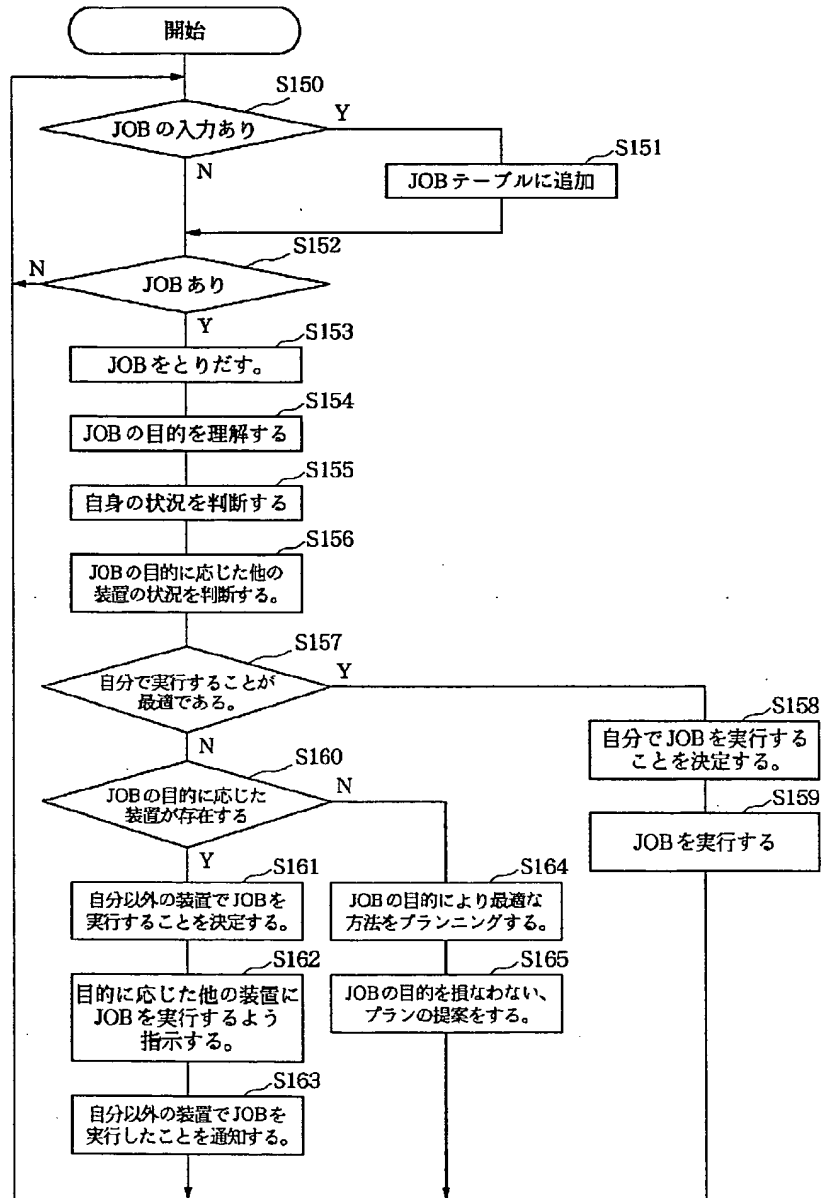 開始
S150
JOBの入力あり
Y
N
S151
JOBテーブルに追加
S152
N
JOBあり
Y
S153
JOBをとりだす。
S154
JOBの目的を理解する
S155
自身の状況を判断する
S156
JOBの目的に応じた他の
装置の状況を判断する。
S157
自分で実行することが
最適である。
Y
N
S158
自分でJOBを実行する
ことを決定する。
S159
JOBを実行する
S160
JOBの目的に応じた
装置が存在する
N
Y
S161
自分以外の装置でJOBを
実行することを決定する。
S162
目的に応じた他の装置に
JOBを実行するよう
指示する。
S163
自分以外の装置でJOBを
実行したことを通知する。
S164
JOBの目的により最適な
方法をプランニングする。
S165
JOBの目的を損なわない、
プランの提案をする。